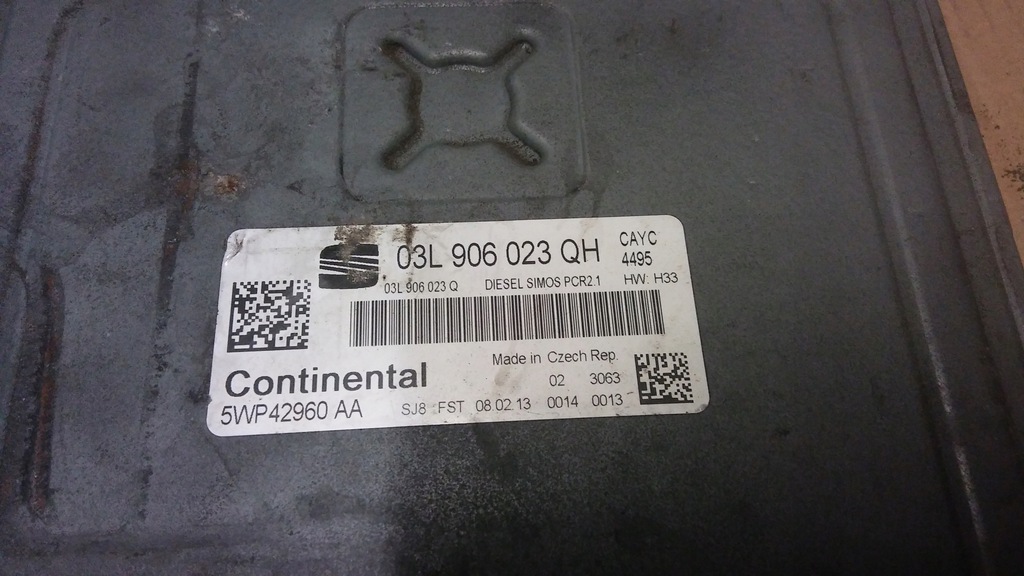 03L 906 023 QH CAYC
4495
03L 906 023 Q DIESEL SIMOS PCR2.1 HW: H33
Made in Czech Rep.
Continental 02 3063
5WP42960 AA SJ8 FST 08.02.13 0014 0013